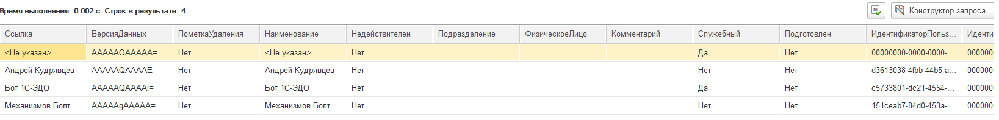 Время выполнения: 0.002 с. Строк в результате: 4
Конструктор запроса
Ссылка ВерсияДанных ПометкаУдаления Наименование Недействителен Подразделение ФизическоеЛицо Комментарий Служебный Подготовлен ИдентификаторПольз... Иденти
<Не указан> AAAAAQAAAAA= Нет <Не указан> Нет Да Нет 00000000-0000-0000-... 000000
Андрей Кудрявцев AAAAAQAAAAE= Нет Андрей Кудрявцев Нет Нет Нет d3613038-4fbb-44b5-a... 000000
Бот 1С-ЭДО AAAAAQAAAAI= Нет Бот 1С-ЭДО Нет Да Нет c5733801-dc21-4554-... 000000
Механизмов Болт ... AAAAAgAAAAA= Нет Механизмов Болт ... Нет Нет Нет 151ceab7-84d0-453a-... 000000